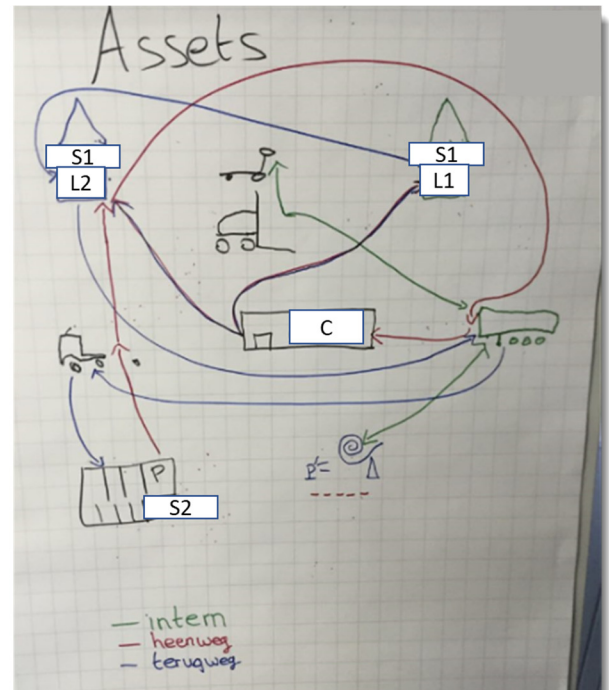 Assets
S1
L2
S1
L1
C
P
S2
P=
intern
heenweg
terugweg